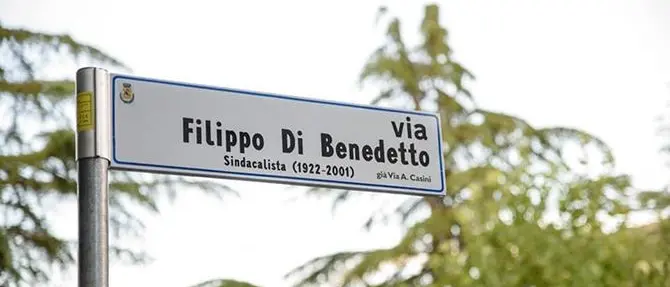 via
Filippo Di Benedetto
Sindacalista (1922-2001)
già Via A. Casini